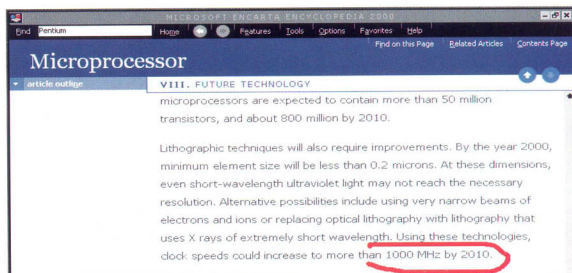 MICROSOFT ENCARTA ENCYCLOPEDIA 2000
Find Pentium Home Features Tools Options Favorites Help
Find on this Page Related Articles Contents Page
Microprocessor
article outline
VIII. FUTURE TECHNOLOGY
microprocessors are expected to contain more than 50 million
transistors, and about 800 million by 2010.
Lithographic techniques will also require improvements. By the year 2000,
minimum element size will be less than 0.2 microns. At these dimensions,
even short-wavelength ultraviolet light may not reach the necessary
resolution. Alternative possibilities include using very narrow beams of
electrons and ions or replacing optical lithography with lithography that
uses X rays of extremely short wavelength. Using these technologies,
clock speeds could increase to more than 1000 MHz by 2010.